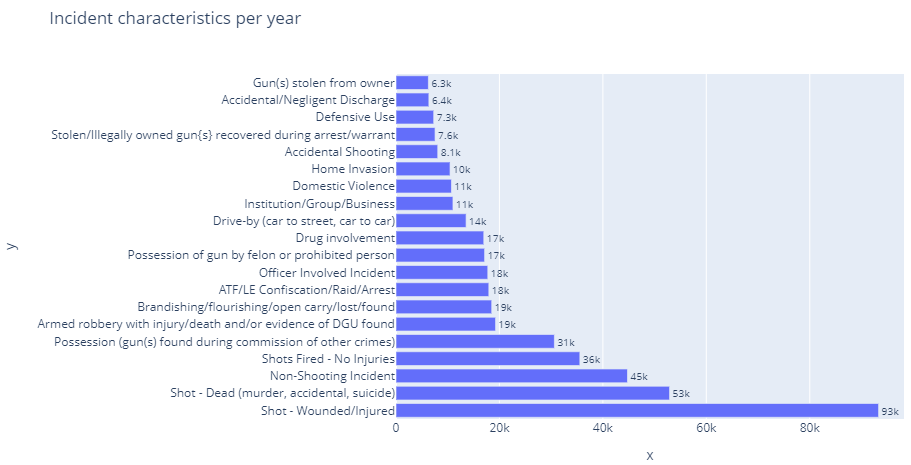 Incident characteristics per year
Gun(s) stolen from owner 6.3k
Accidental/Negligent Discharge 6.4k
Defensive Use 7.3k
Stolen/Illegally owned gun{s} recovered during arrest/warrant 7.6k
Accidental Shooting 8.1k
Home Invasion 10k
Domestic Violence 11k
Institution/Group/Business 11k
Drive-by (car to street, car to car) 14k
Drug involvement 17k
Possession of gun by felon or prohibited person 17k
Officer Involved Incident 18k
ATF/LE Confiscation/Raid/Arrest 18k
Brandishing/flourishing/open carry/lost/found 19k
Armed robbery with injury/death and/or evidence of DGU found 19k
Possession (gun(s) found during commission of other crimes) 31k
Shots Fired - No Injuries 36k
Non-Shooting Incident 45k
Shot - Dead (murder, accidental, suicide) 53k
Shot - Wounded/Injured 93k
y
0 20k 40k 60k 80k
x